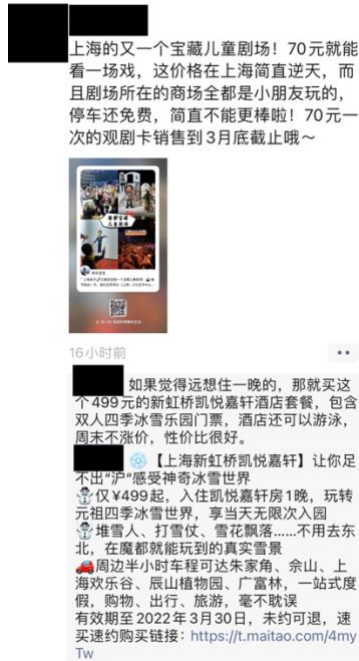 上海的又一个宝藏儿童剧场！70元就能
看一场戏，这价格在上海简直逆天，而
且剧场所在的商场全都是小朋友玩的，
停车还免费，简直不能更棒啦！70元一
次的观剧卡销售到3月底截止哦～
儿童剧场
16小时前
如果觉得远想住一晚的，那就买这
个499元的新虹桥凯悦嘉轩酒店套餐，包含
双人四季冰雪乐园门票，酒店还可以游泳，
周末不涨价，性价比很好。
【上海新虹桥凯悦嘉轩】让你足
不出“沪“感受神奇冰雪世界
⛄仅¥499起，入住凯悦嘉轩房1晚，玩转
元祖四季冰雪世界，享当天无限次入园
⛄堆雪人、打雪仗、雪花飘落……不用去东
北，在魔都就能玩到的真实雪景
🚗周边半小时车程可达朱家角、佘山、上
海欢乐谷、辰山植物园、广富林，一站式度
假，购物、出行、旅游，毫不耽误
有效期至2022年3月30日，未约可退，速
买速约购买链接：https://t.maitao.com/4my
Tw